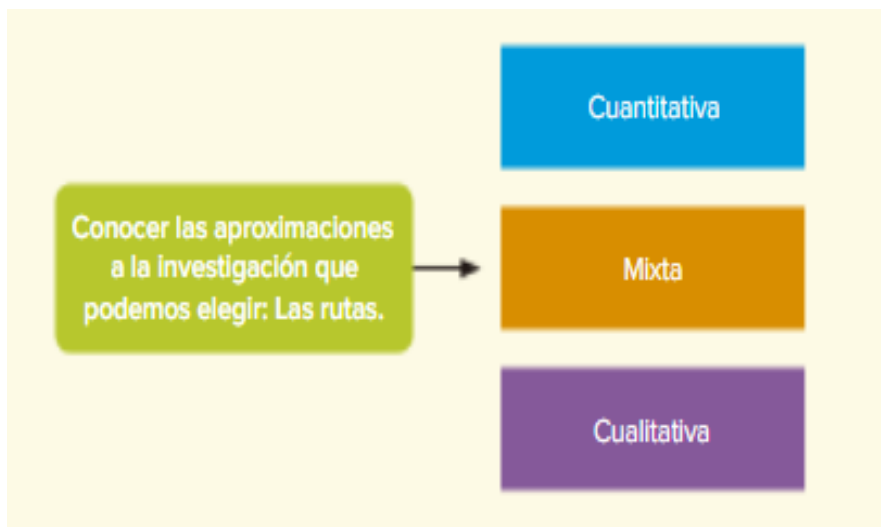 Conocer las aproximaciones
a la investigación que
podemos elegir: Las rutas.
Cuantitativa
Mixta
Cualitativa